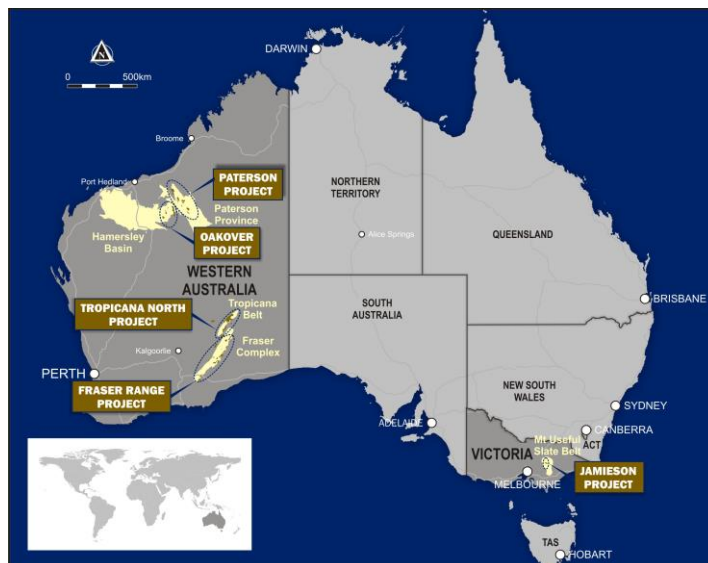 DARWIN
N
0 500km
Broome
Port Hedland
PATERSON
PROJECT
NORTHERN
TERRITORY
Paterson
Province
QUEENSLAND
Hamersley
Basin
OAKOVER
PROJECT
Alice Springs
WESTERN
AUSTRALIA
TROPICANA NORTH
PROJECT
Tropicana
Belt
SOUTH
AUSTRALIA
BRISBANE
Kalgoorlie
Fraser
Complex
PERTH
FRASER RANGE
PROJECT
NEW SOUTH
WALES
SYDNEY
ADELAIDE
CANBERRA
ACT
VICTORIA
Mt Useful
Slate Belt
MELBOURNE
JAMIESON
PROJECT
TAS
HOBART